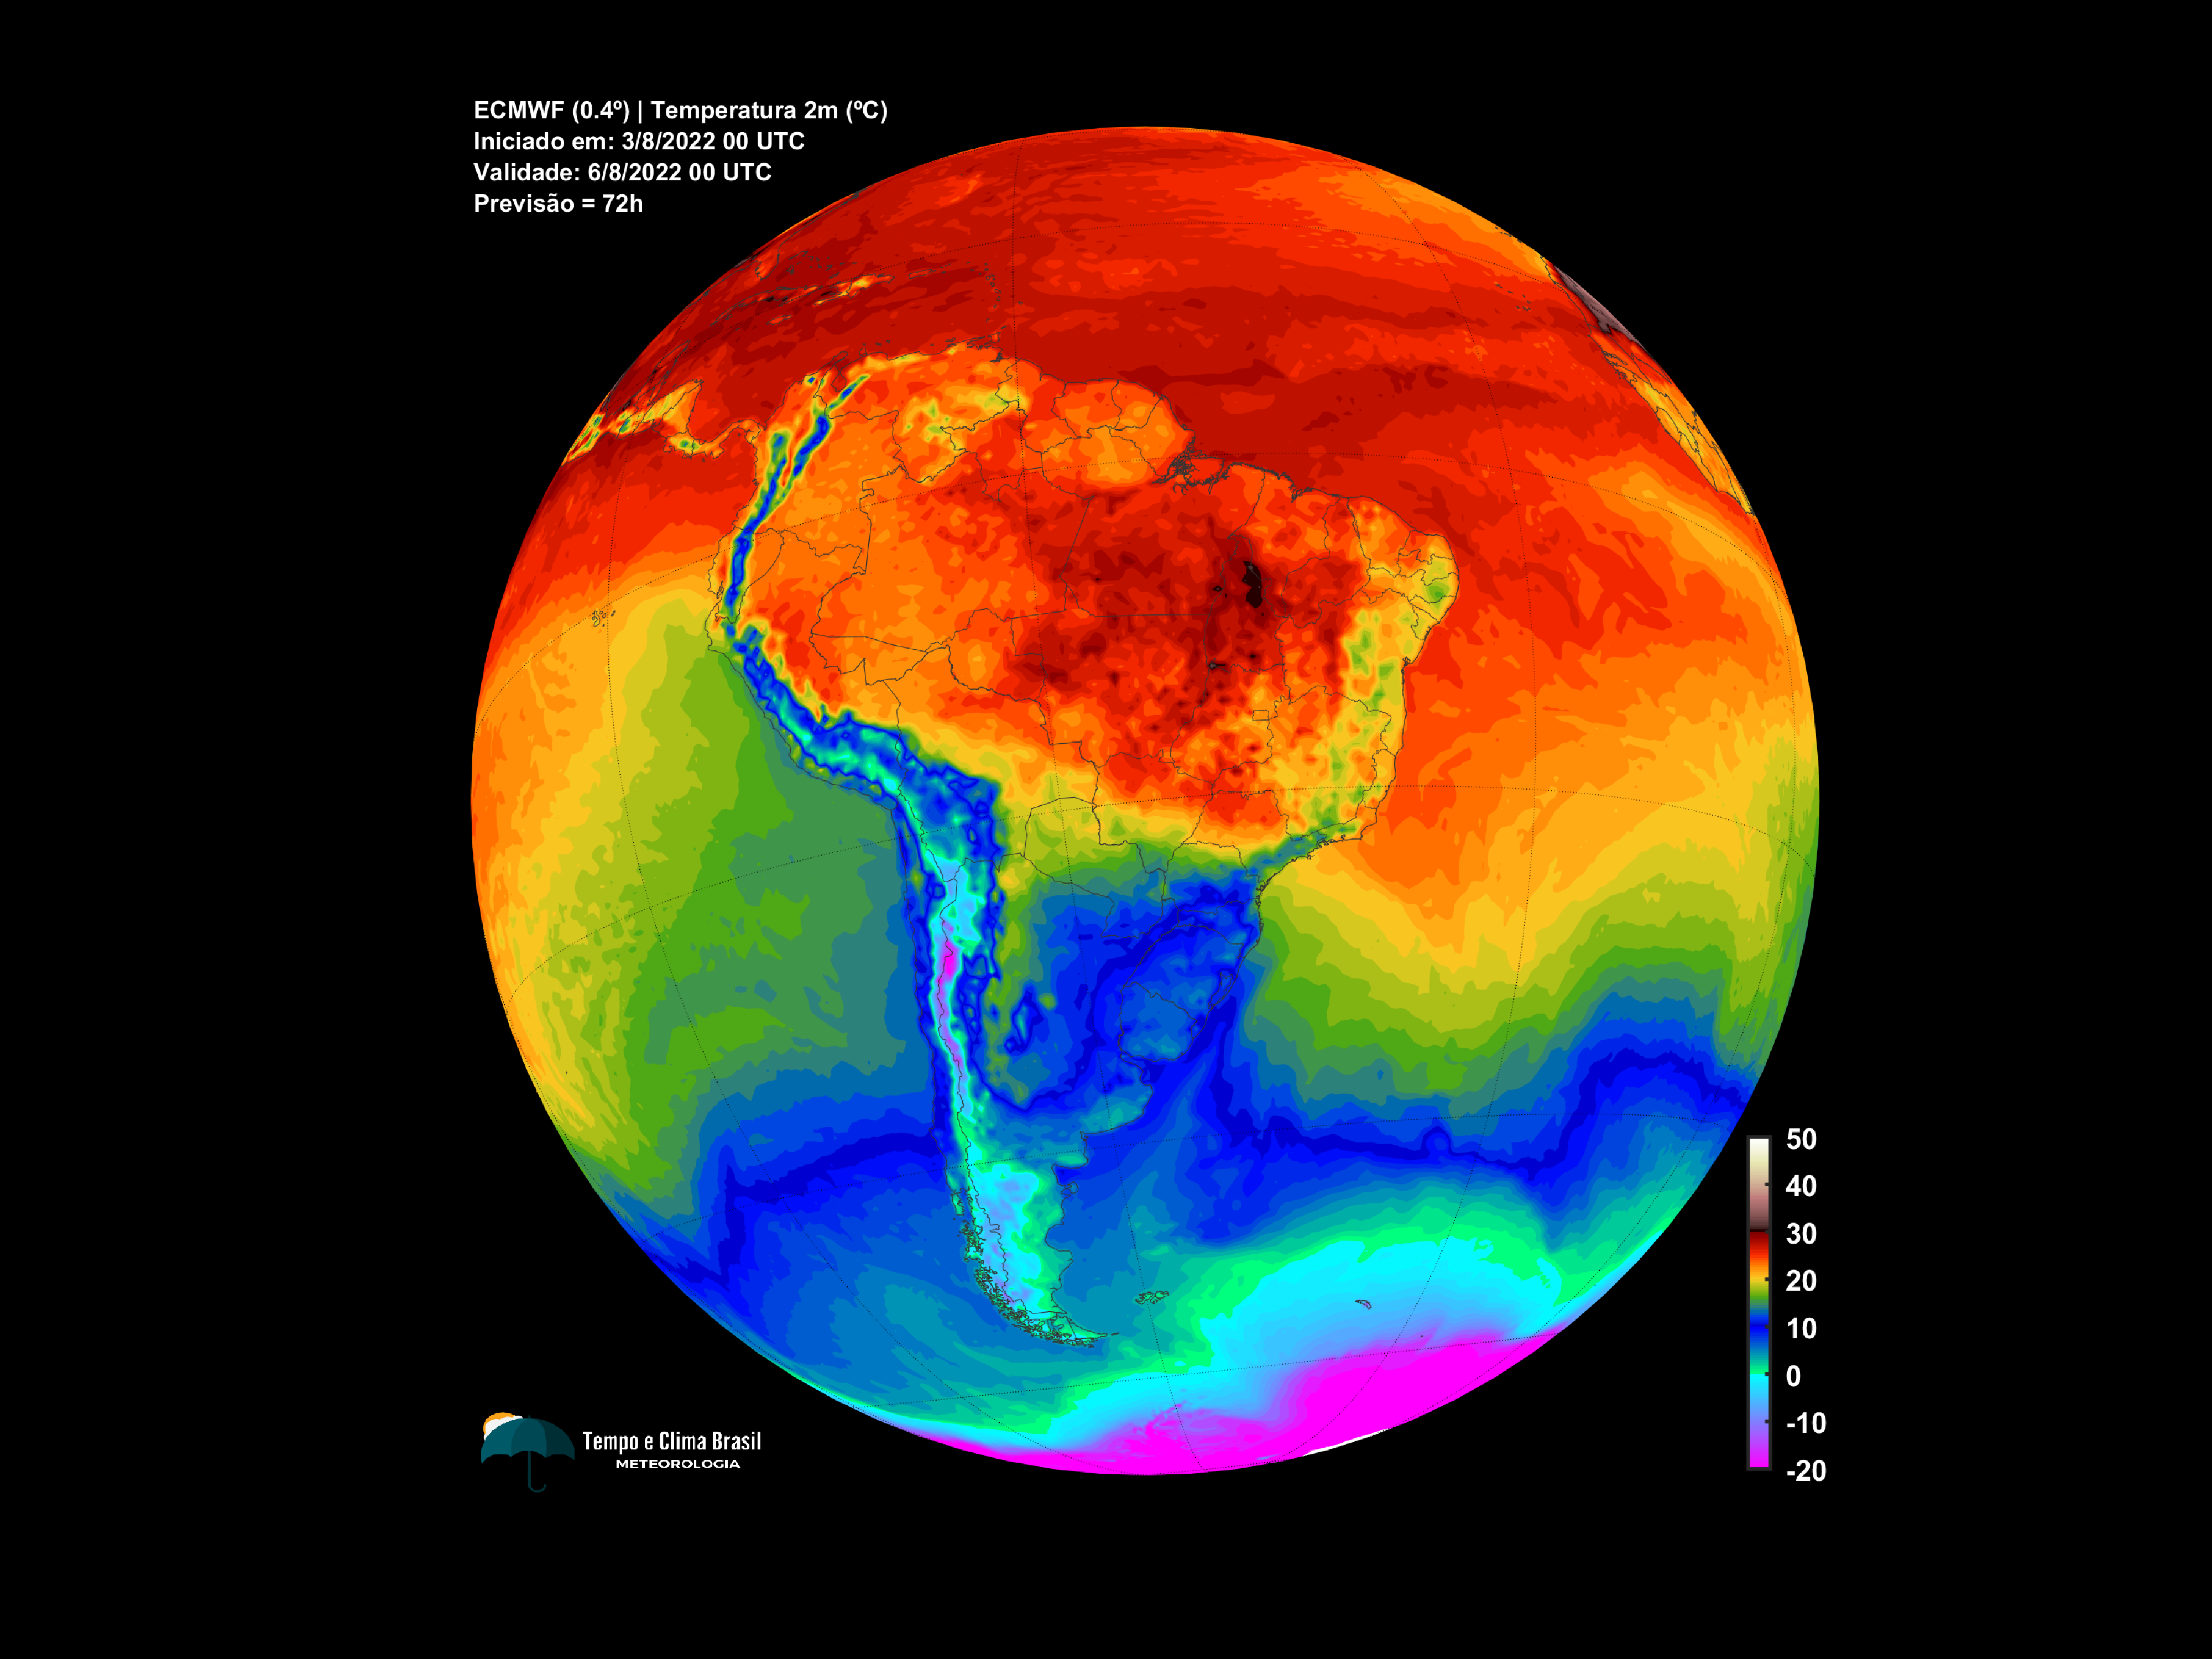 ECMWF (0.4º) | Temperatura 2m (ºC)
Iniciado em: 3/8/2022 00 UTC
Validade: 6/8/2022 00 UTC
Previsão = 72h
50
40
30
20
10
0
-10
-20
Tempo e Clima Brasil
METEOROLOGIA